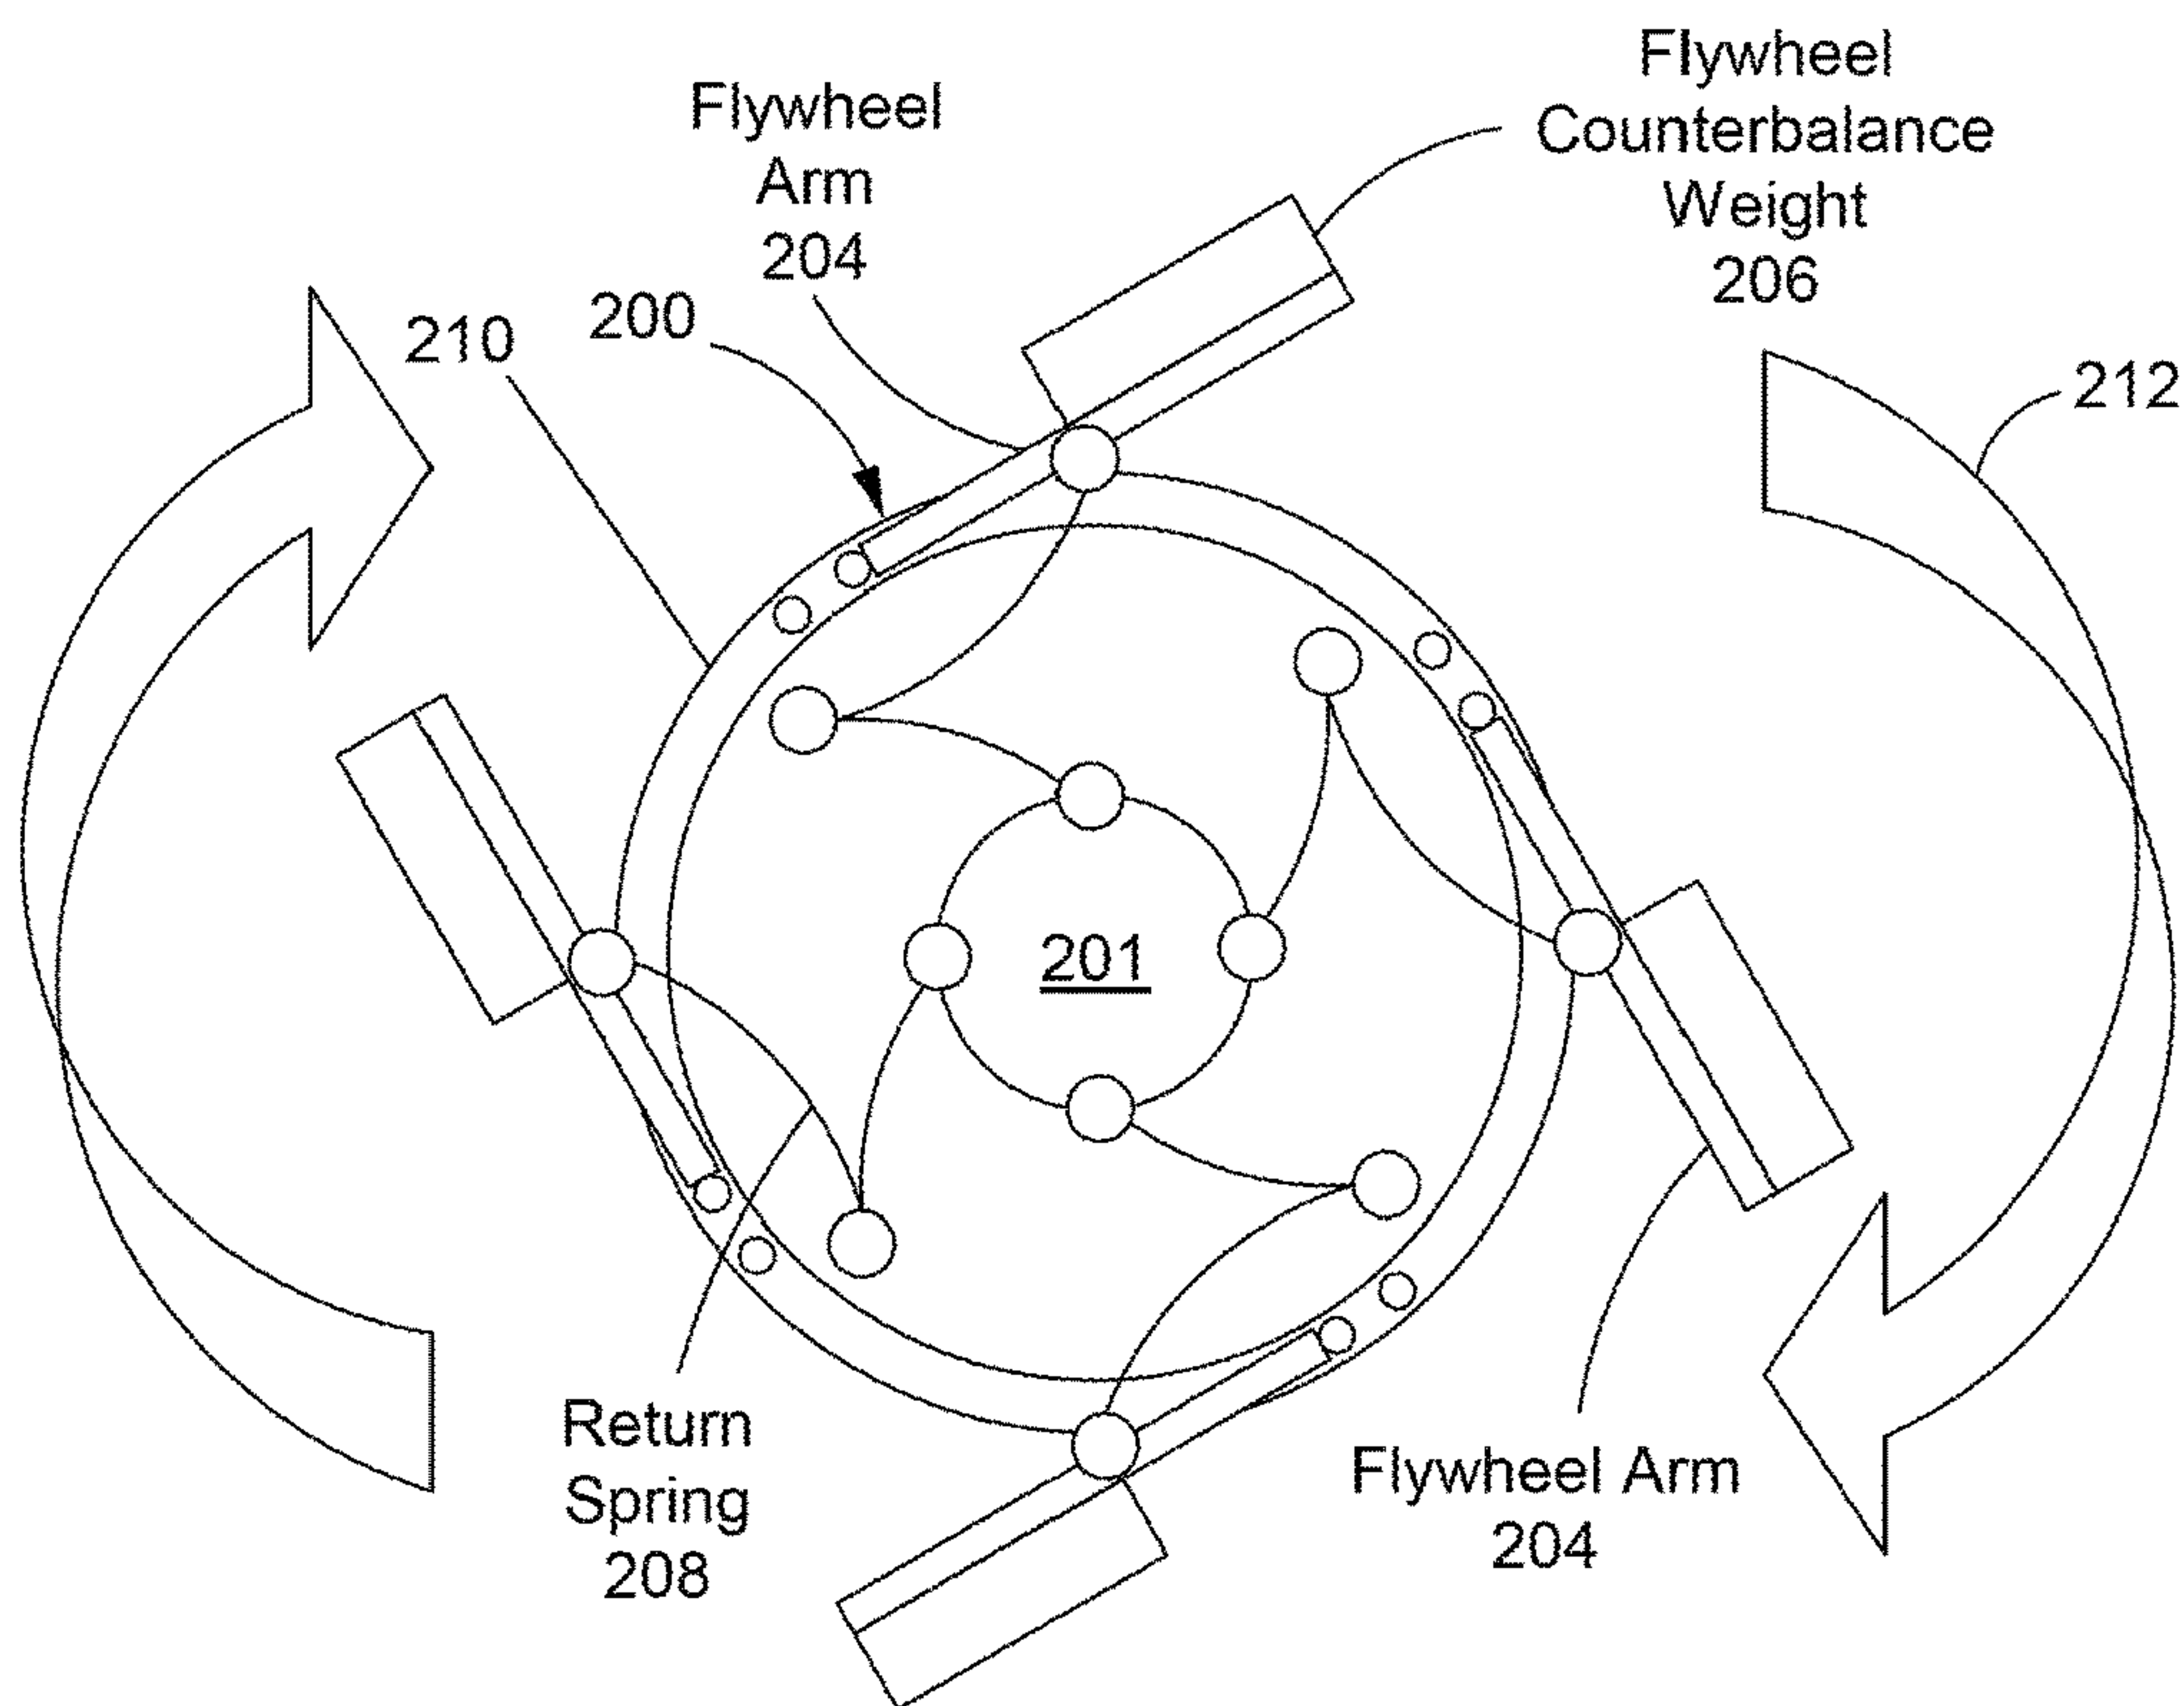 Flywheel
Counterbalance
Weight
206
Flywheel
Arm
204
200
210
212
201
Return
Spring
208
Flywheel Arm
204